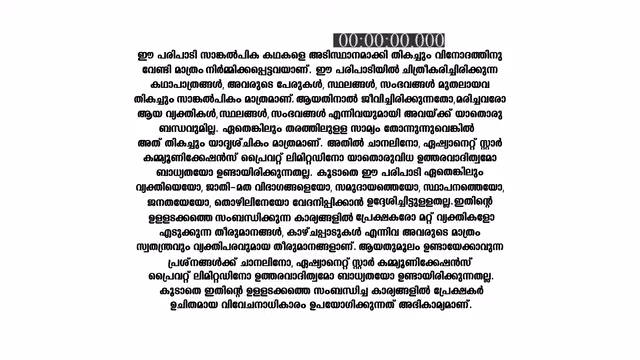 00:00:00.000
ഈ പരിപാടി സാങ്കൽപിക കഥകളെ അടിസ്ഥാനമാക്കി തികച്ചും വിനോദത്തിനു
വേണ്ടി മാത്രം നിർമ്മിക്കപ്പെട്ടവയാണ്. ഈ പരിപാടിയിൽ ചിത്രീകരിച്ചിരിക്കുന്ന
കഥാപാത്രങ്ങൾ, അവരുടെ പേരുകൾ, സ്ഥലങ്ങൾ, സംഭവങ്ങൾ മുതലായവ
തികച്ചും സാങ്കൽപികം മാത്രമാണ്. ആയതിനാൽ ജീവിച്ചിരിക്കുന്നതോ,മരിച്ചവരോ
ആയ വ്യക്തികൾ,സ്ഥലങ്ങൾ,സംഭവങ്ങൾ എന്നിവയുമായി അവയ്ക്ക് യാതൊരു
ബന്ധവുമില്ല. ഏതെങ്കിലും തരത്തിലുളള സാമ്യം തോന്നുന്നുവെങ്കിൽ
അത് തികച്ചും യാദൃശ്ചികം മാത്രമാണ്. അതിൽ ചാനലിനോ, ഏഷ്യാനെറ്റ് സ്റ്റാർ
കമ്മ്യൂണിക്കേഷൻസ് പ്രൈവറ്റ് ലിമിറ്റഡിനോ യാതൊരുവിധ ഉത്തരവാദിത്വമോ
ബാധ്യതയോ ഉണ്ടായിരിക്കുന്നതല്ല. കൂടാതെ ഈ പരിപാടി ഏതെങ്കിലും
വ്യക്തിയെയോ, ജാതി-മത വിഭാഗങ്ങളെയോ, സമുദായത്തെയോ, സ്ഥാപനത്തെയോ,
ജനതയേയോ, തൊഴിലിനേയോ വേദനിപ്പിക്കാൻ ഉദ്ദേശിച്ചിട്ടുളളതല്ല.ഇതിന്റെ
ഉളളടക്കത്തെ സംബന്ധിക്കുന്ന കാര്യങ്ങളിൽ പ്രേക്ഷകരോ മറ്റ് വ്യക്തികളോ
എടുക്കുന്ന തീരുമാനങ്ങൾ, കാഴ്ചപ്പാടുകൾ എന്നിവ അവരുടെ മാത്രം
സ്വതന്ത്രവും വ്യക്തിപരവുമായ തീരുമാനങ്ങളാണ്. ആയതുമൂലം ഉണ്ടായേക്കാവുന്ന
പ്രശ്നങ്ങൾക്ക് ചാനലിനോ, ഏഷ്യാനെറ്റ് സ്റ്റാർ കമ്മ്യൂണിക്കേഷൻസ്
പ്രൈവറ്റ് ലിമിറ്റഡിനോ ഉത്തരവാദിത്വമോ ബാധ്യതയോ ഉണ്ടായിരിക്കുന്നതല്ല.
കൂടാതെ ഇതിന്റെ ഉളളടക്കത്തെ സംബന്ധിച്ച കാര്യങ്ങളിൽ പ്രേക്ഷകർ
ഉചിതമായ വിവേചനാധികാരം ഉപയോഗിക്കുന്നത് അഭികാമ്യമാണ്.